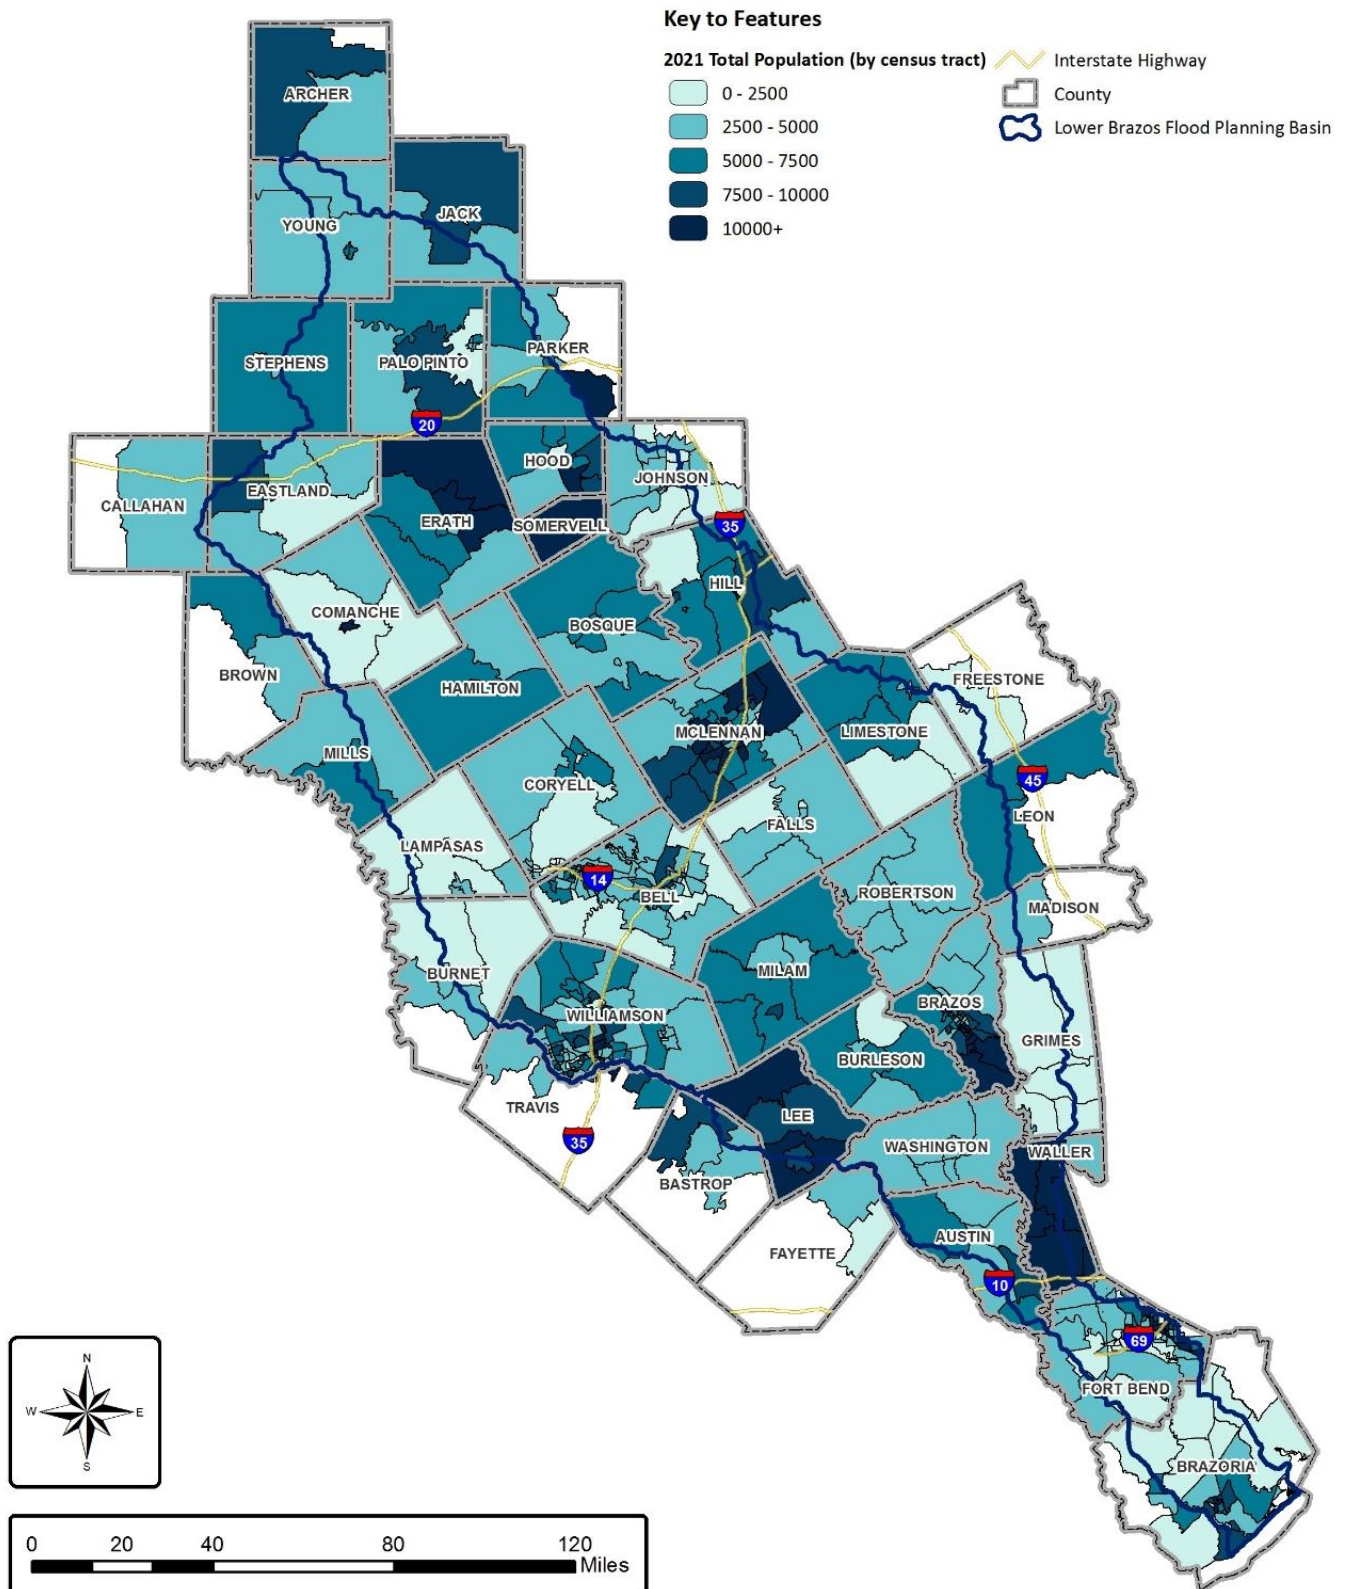 Key to Features
2021 Total Population (by census tract)
0 - 2500
2500 - 5000
5000 - 7500
7500 - 10000
10000+
Interstate Highway
County
Lower Brazos Flood Planning Basin
ARCHER
YOUNG
JACK
STEPHENS
PALO PINTO
PARKER
20
CALLAHAN
EASTLAND
HOOD
JOHNSON
ERATH
SOMERVELL
35
COMANCHE
BOSQUE
HILL
BROWN
HAMILTON
FREESTONE
MILLS
MCLENNAN
LIMESTONE
CORYELL
45
LEON
LAMPASAS
FALLS
14
BELL
ROBERTSON
MADISON
BURNET
MILAM
BRAZOS
WILLIAMSON
GRIMES
BURLESON
TRAVIS
LEE
35
WASHINGTON
WALLER
BASTROP
AUSTIN
FAYETTE
10
69
FORT BEND
BRAZORIA
N
W E
S
0 20 40 80 120
Miles